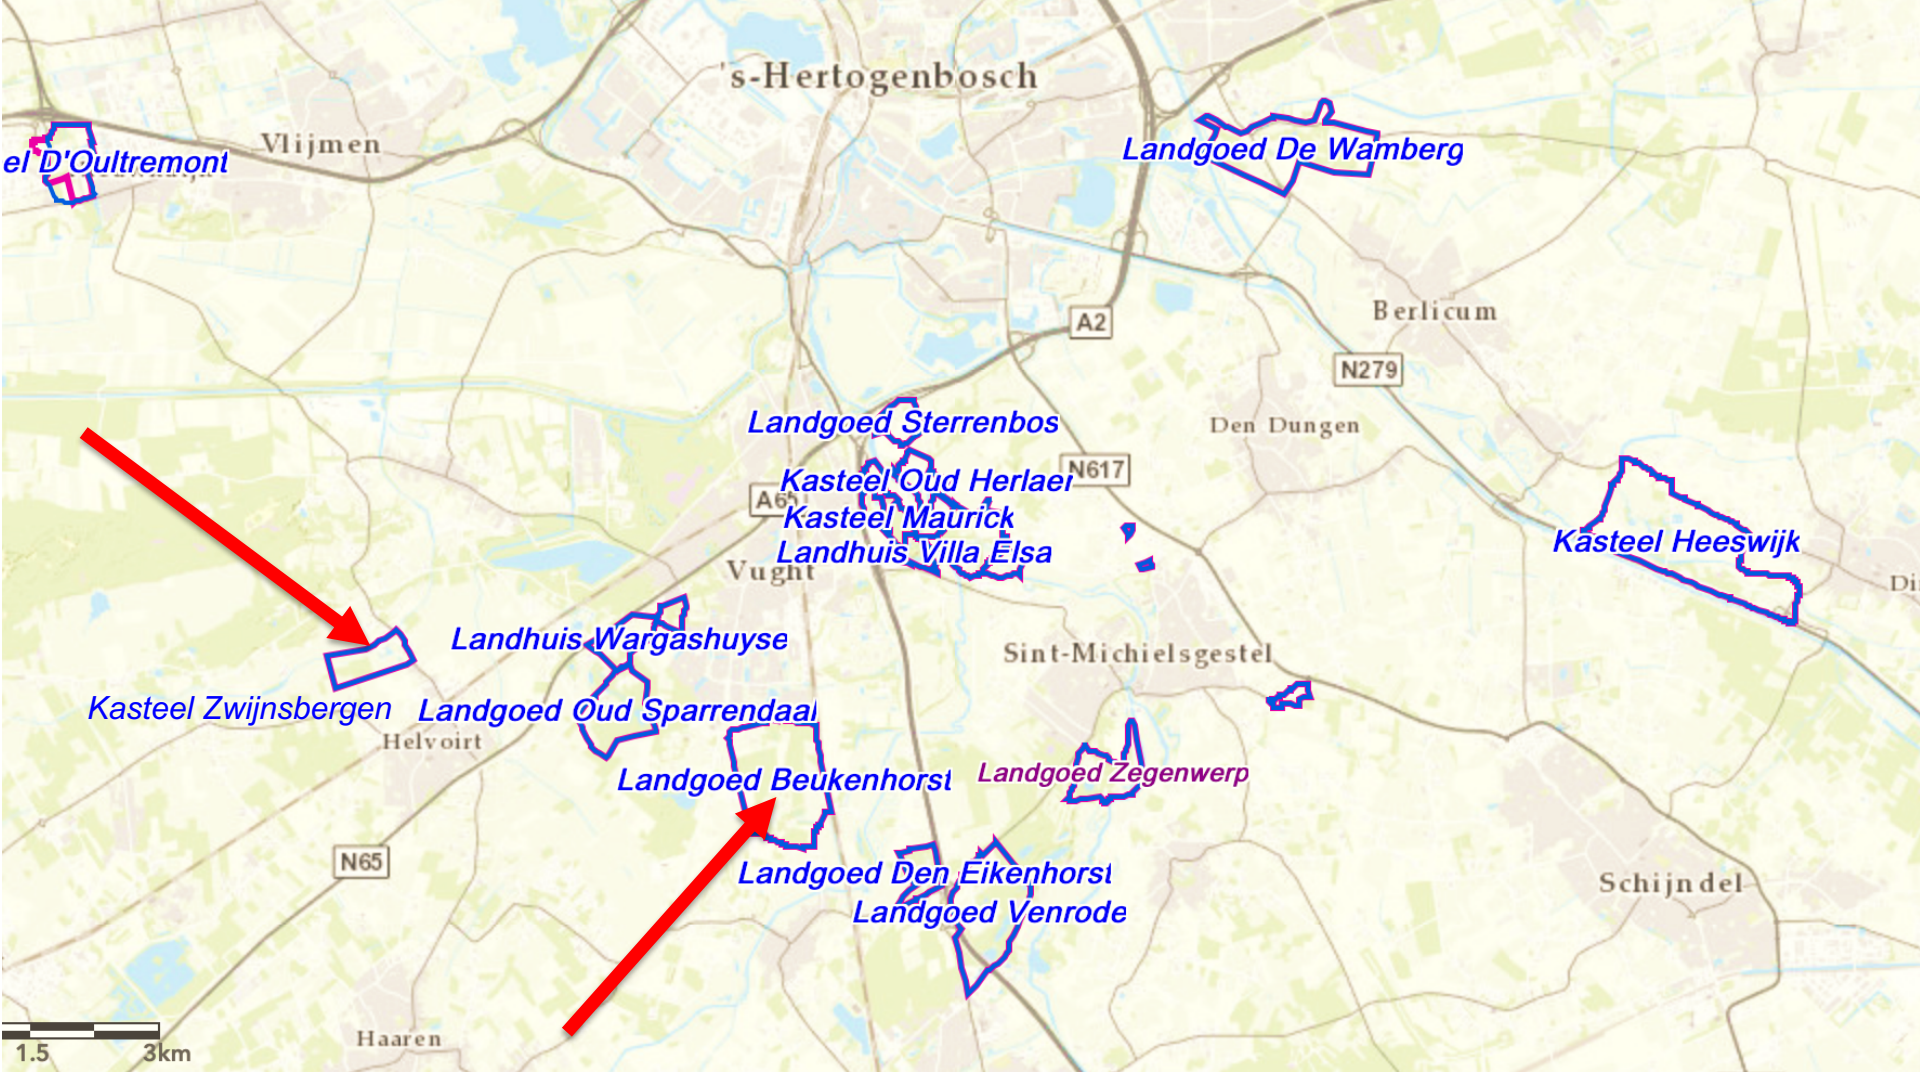 's-Hertogenbosch
Vlijmen
Landgoed De Wamberg
el D'Oultremont
Berlicum
A2
N279
Landgoed Sterrenbos
Den Dungen
N617
Kasteel Oud Herlaer
A65
Kasteel Maurick
Kasteel Heeswijk
Landhuis Villa Elsa
Vught
Di
Landhuis Wargashuyse
Sint-Michielsgestel
Kasteel Zwijnsbergen
Landgoed Oud Sparrendaal
Helvoirt
Landgoed Zegenwerp
Landgoed Beukenhorst
N65
Landgoed Den Eikenhorst
Schijndel
Landgoed Venrode
Haaren
1.5 3km